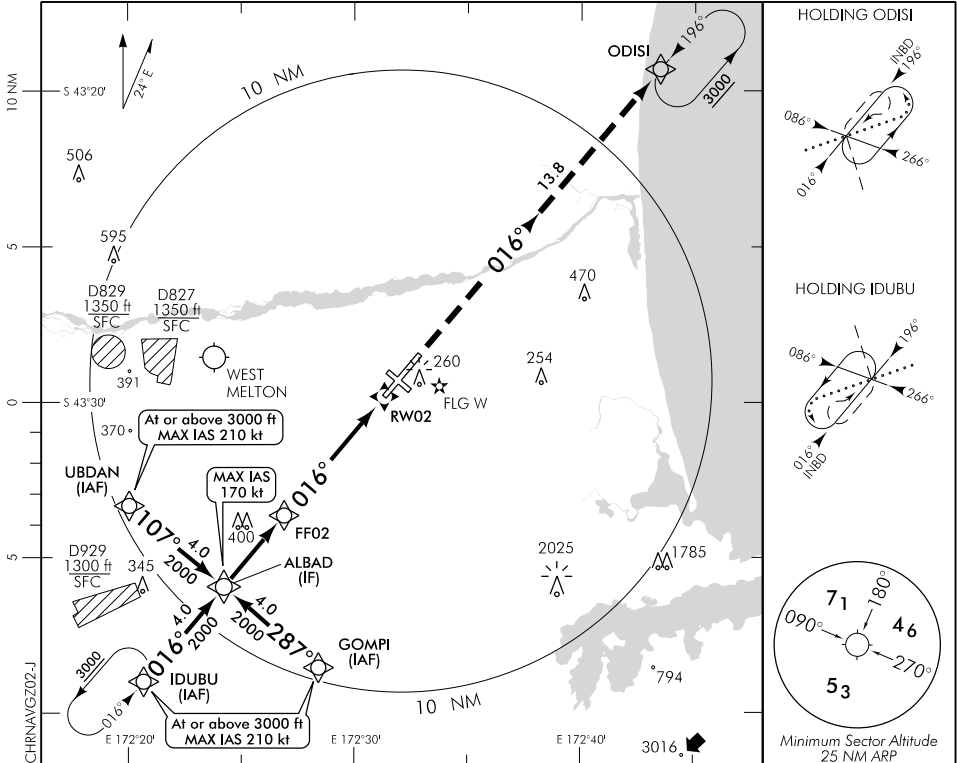 HOLDING ODISI
INBD
196°
086°
266°
016°
HOLDING IDUBU
196°
086°
266°
016°
INBD
71
180°
090°
46
270°
53
Minimum Sector Altitude
25 NM ARP
10 NM
5
0
5
CHRNAVGZ02-J
24° E
S 43°20'
S 43°30'
10 NM
10 NM
ODISI
196°
3000
506
595
13.8
016°
470
D829
1350 ft
SFC
D827
1350 ft
SFC
391
WEST
MELTON
260
254
FLG W
RW02
370
At or above 3000 ft
MAX IAS 210 kt
UBDAN
(IAF)
MAX IAS
170 kt
016°
400
FF02
107°
4.0
2000
ALBAD
(IF)
2025
1785
D929
1300 ft
SFC
345
016°
4.0
2000
4.0
2000
287°
GOMPI
(IAF)
3000
016°
IDUBU
(IAF)
794
At or above 3000 ft
MAX IAS 210 kt
E 172°20'
E 172°30'
E 172°40'
3016